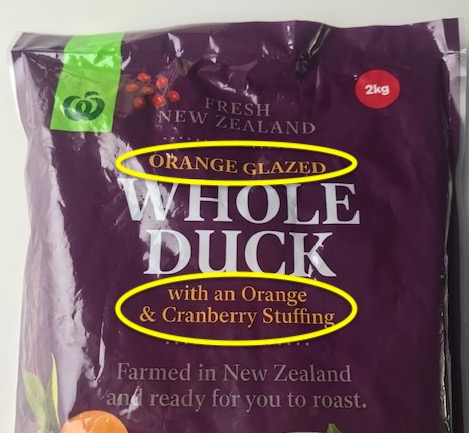 2kg
FRESH
NEW ZEALAND
ORANGE GLAZED
WHOLE
DUCK
with an Orange
& Cranberry Stuffing
Farmed in New Zealand
and ready for you to roast.